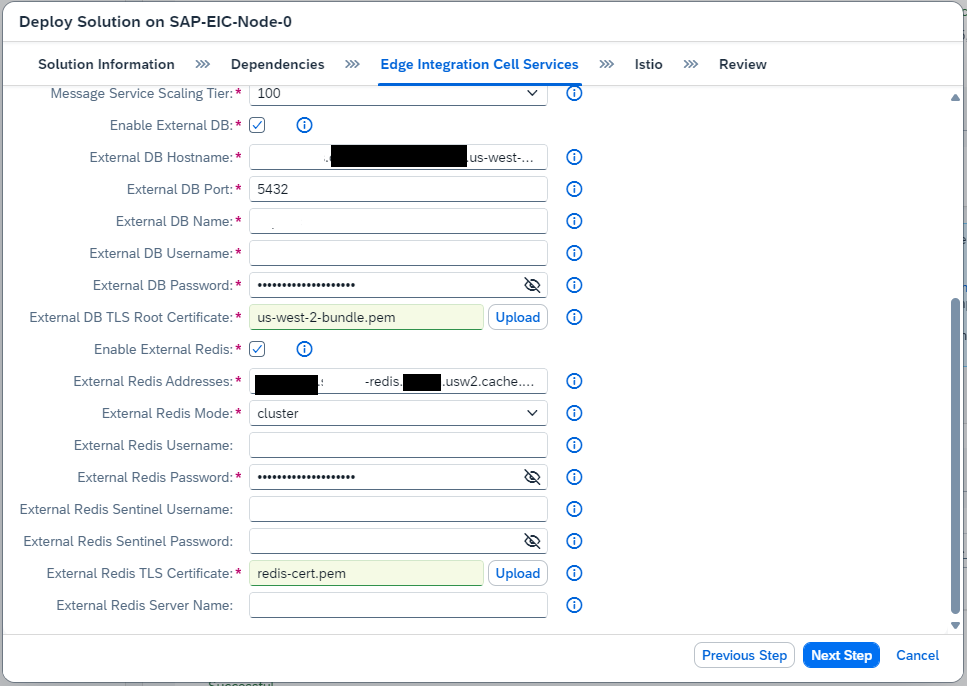 Deploy Solution on SAP-EIC-Node-0
Solution Information Dependencies Edge Integration Cell Services Istio Review
Message Service Scaling Tier:* 100
Enable External DB:*
External DB Hostname:* .us-west-...
External DB Port:* 5432
External DB Name:*
External DB Username:*
External DB Password:* ••••••••••••••••••••
External DB TLS Root Certificate:* us-west-2-bundle.pem Upload
Enable External Redis:*
External Redis Addresses:* -redis. .usw2.cache....
External Redis Mode:* cluster
External Redis Username:
External Redis Password:* ••••••••••••••••••••
External Redis Sentinel Username:
External Redis Sentinel Password:
External Redis TLS Certificate:* redis-cert.pem Upload
External Redis Server Name:
Previous Step Next Step Cancel